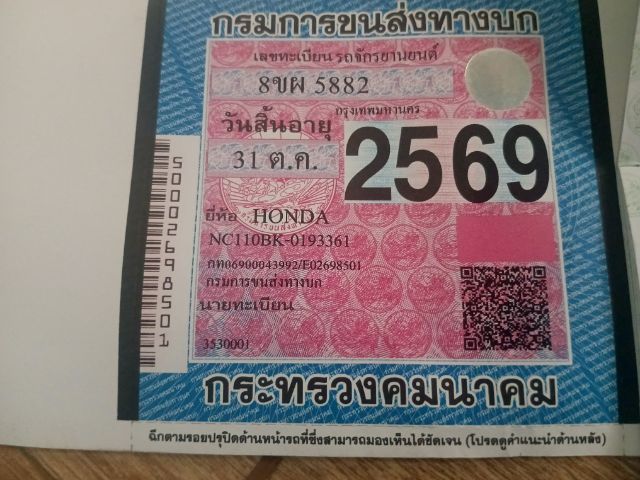 กรมการขนส่งทางบก
เลขทะเบียน รถจักรยานยนต์
8ขผ 5882
กรุงเทพมหานคร
วันสิ้นอายุ
31 ต.ค.
2569
ยี่ห้อ HONDA
NC110BK-0193361
กท06900043992/E02698501
กรมการขนส่งทางบก
นายทะเบียน
3530001
5000269850 1
กระทรวงคมนาคม
ฉีกตามรอยปรุปิดด้านหน้ารถที่ซึ่งสามารถมองเห็นได้ชัดเจน (โปรดดูคำแนะนำด้านหลัง)